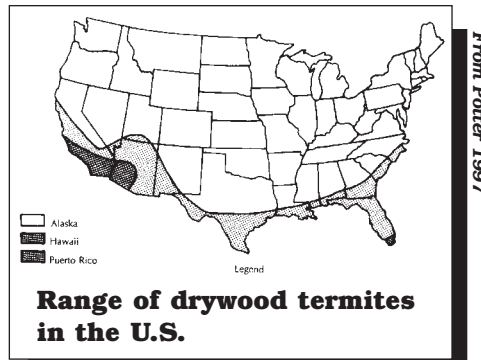 Alaska
Hawaii
Puerto Rico
Legend
Range of drywood termites
in the U.S.
From Potter 1997